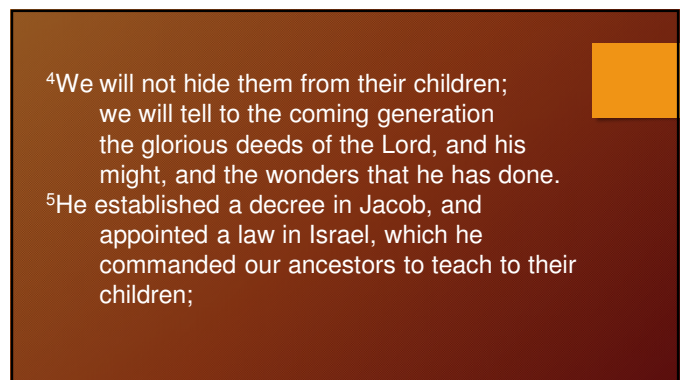 ⁴We will not hide them from their children;
we will tell to the coming generation
the glorious deeds of the Lord, and his
might, and the wonders that he has done.
⁵He established a decree in Jacob, and
appointed a law in Israel, which he
commanded our ancestors to teach to their
children;